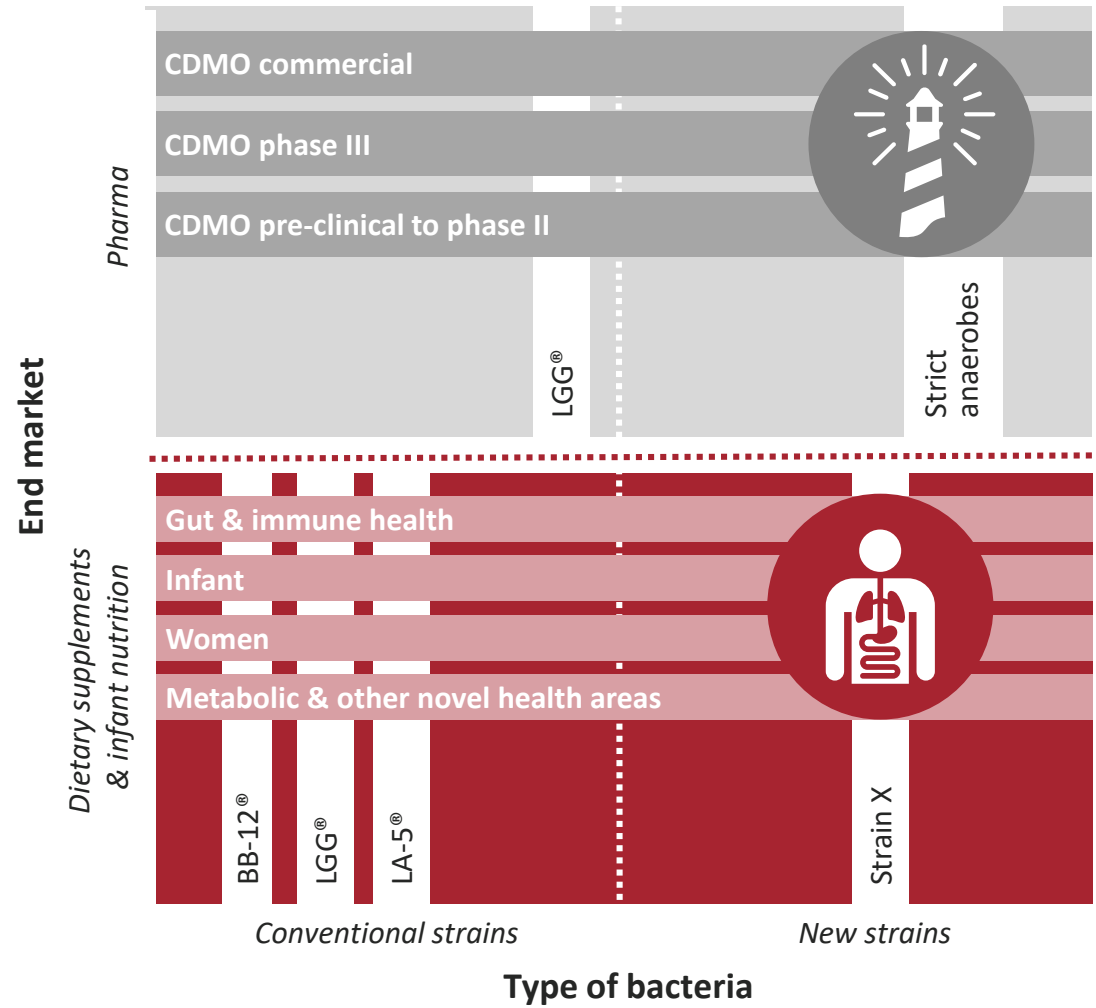 CDMO commercial
CDMO phase III
CDMO pre-clinical to phase II
Pharma
LGG®
Strict
anaerobes
End market
Gut & immune health
Infant
Women
Metabolic & other novel health areas
Dietary supplements
& infant nutrition
BB-12®
LGG®
LA-5®
Strain X
Conventional strains
New strains
Type of bacteria